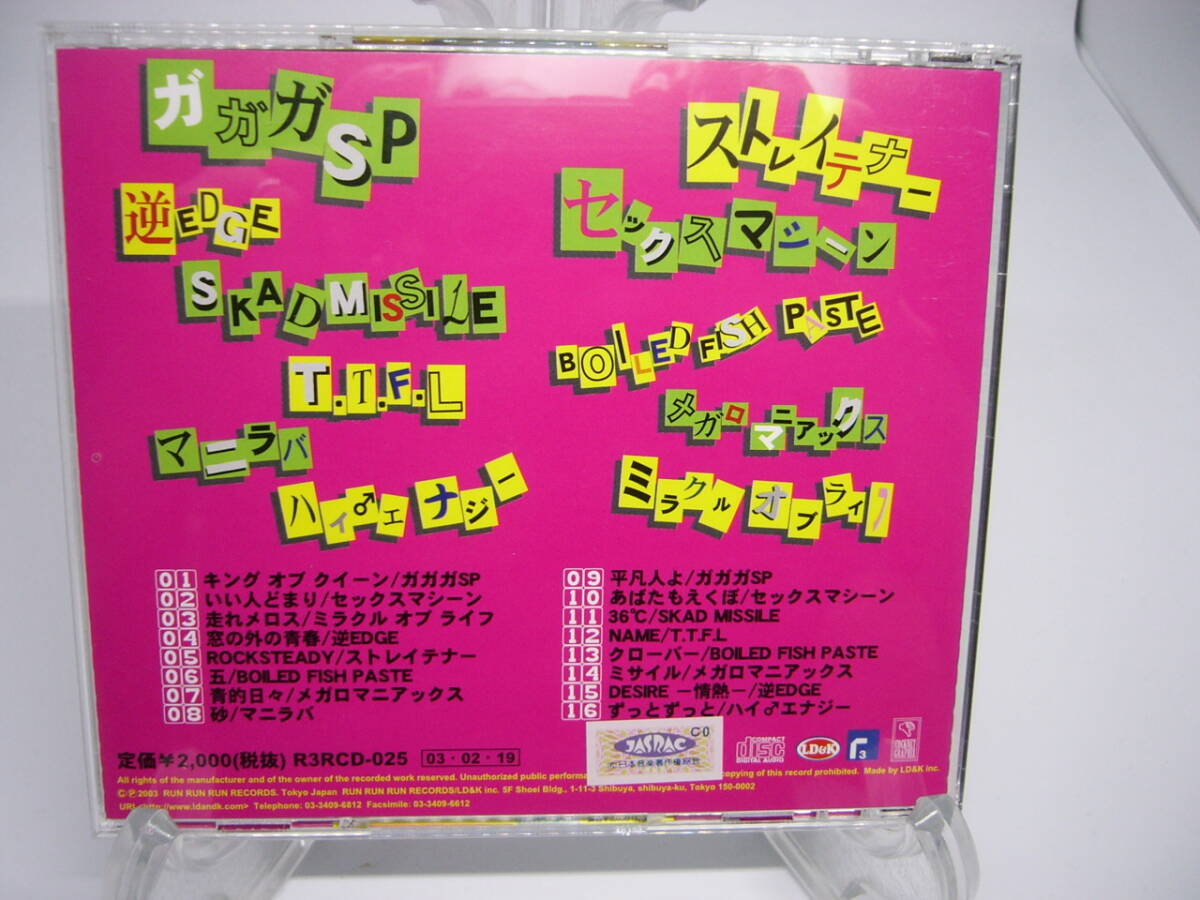 ガガガSP
ストレイテナー
逆EDGE
セックスマシーン
SKADMISSILE
BOILED FISH PASTE
T.T.F.L
メガロマニアックス
マニラバ
ミラクル オブ ライフ
ハイ♂エナジー
01 キング オブ クイーン/ガガガSP
02 いい人どまり/セックスマシーン
03 走れメロス/ミラクル オブ ライフ
04 窓の外の青春/逆EDGE
05 ROCKSTEADY/ストレイテナー
06 五/BOILED FISH PASTE
07 青的日々/メガロマニアックス
08 砂/マニラバ
09 平凡人よ/ガガガSP
10 あばたもえくぼ/セックスマシーン
11 36℃/SKAD MISSILE
12 NAME/T.T.F.L
13 クローバー/BOILED FISH PASTE
14 ミサイル/メガロマニアックス
15 DESIRE ー情熱ー/逆EDGE
16 ずっとずっと/ハイ♂エナジー
定価¥2,000(税抜) R3RCD-025 03・02・19
JASRAC C0
COMPACT disc DIGITAL AUDIO
LD&K
r3
All rights of the manufacturer and of the owner of the recorded work reserved. Unauthorized public performa copying of this record prohibited. Made by LD&K inc.
©℗ 2003 RUN RUN RUN RECORDS. Tokyo Japan RUN RUN RUN RECORDS/LD&K inc. 5F Shoei Bldg., 1-11-3 Shibuya, shibuya-ku, Tokyo 150-0002
URL<http://www.ldandk.com> Telephone: 03-3409-6812 Facsimile: 03-3409-6612